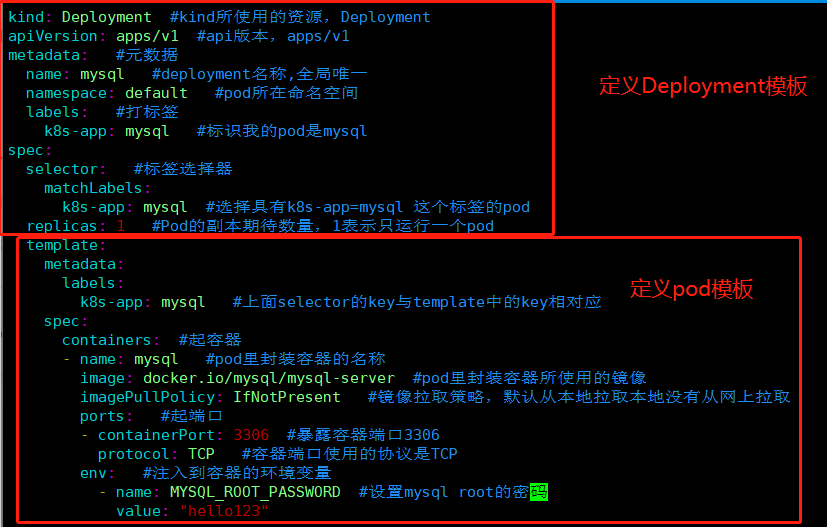 kind: Deployment  #kind所使用的资源，Deployment
apiVersion: apps/v1  #api版本，apps/v1
metadata:   #元数据
  name: mysql   #deployment名称,全局唯一
  namespace: default   #pod所在命名空间
  labels:   #打标签
    k8s-app: mysql   #标识我的pod是mysql
spec:
  selector:   #标签选择器
    matchLabels:
      k8s-app: mysql  #选择具有k8s-app=mysql 这个标签的pod
  replicas: 1   #Pod的副本期待数量，1表示只运行一个pod
定义Deployment模板
  template:
    metadata:
      labels:
        k8s-app: mysql   #上面selector的key与template中的key相对应
    spec:
      containers:  #起容器
      - name: mysql   #pod里封装容器的名称
        image: docker.io/mysql/mysql-server  #pod里封装容器所使用的镜像
        imagePullPolicy: IfNotPresent   #镜像拉取策略，默认从本地拉取本地没有从网上拉取
        ports:   #起端口
        - containerPort: 3306  #暴露容器端口3306
          protocol: TCP   #容器端口使用的协议是TCP
        env:   #注入到容器的环境变量
          - name: MYSQL_ROOT_PASSWORD  #设置mysql root的密码
            value: "hello123"
定义pod模板